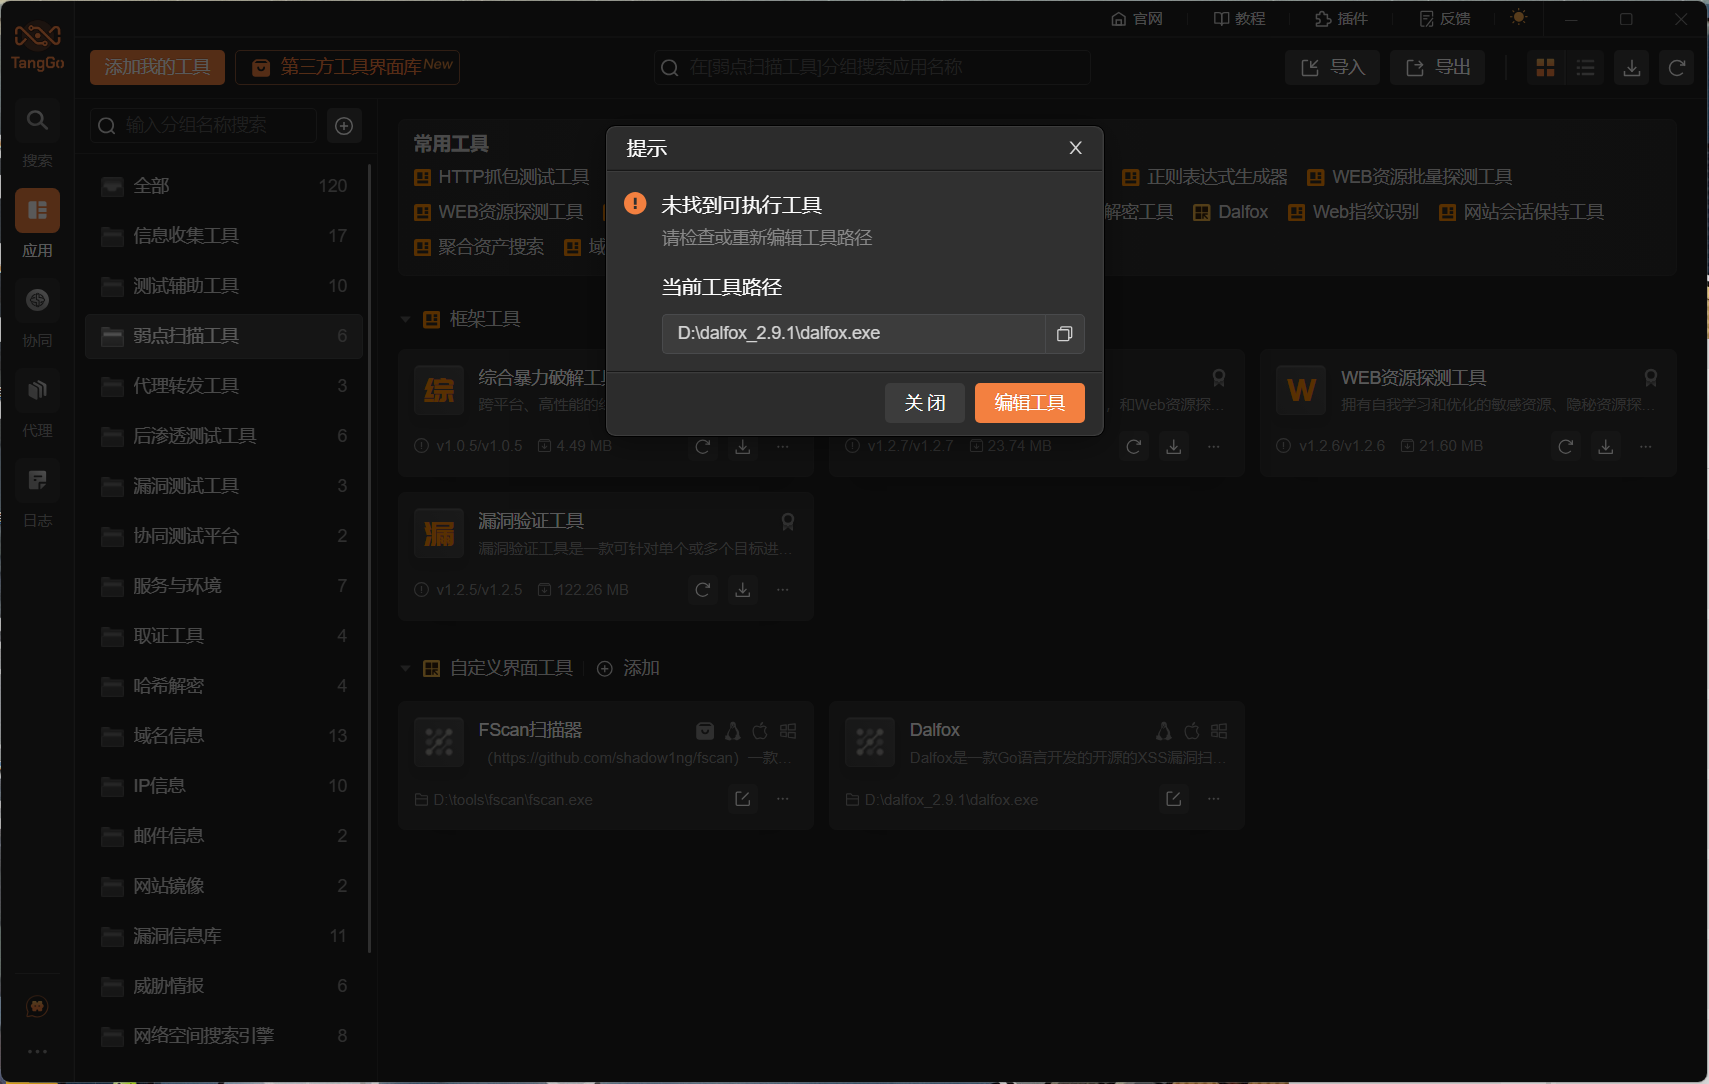 官网
教程
插件
反馈
TangGo
添加我的工具
第三方工具界面库New
在[弱点扫描工具]分组搜索应用名称
导入
导出
搜索
应用
协同
代理
日志
输入分组名称搜索
全部 120
信息收集工具 17
测试辅助工具 10
弱点扫描工具 6
代理转发工具 3
后渗透测试工具 6
漏洞测试工具 3
协同测试平台 2
服务与环境 7
取证工具 4
哈希解密 4
域名信息 13
IP信息 10
邮件信息 2
网站镜像 2
漏洞信息库 11
威胁情报 6
网络空间搜索引擎 8
常用工具
HTTP抓包测试工具
正则表达式生成器
WEB资源批量探测工具
WEB资源探测工具
解密工具
Dalfox
Web指纹识别
网站会话保持工具
聚合资产搜索
域
提示
未找到可执行工具
请检查或重新编辑工具路径
当前工具路径
D:\dalfox_2.9.1\dalfox.exe
关闭
编辑工具
框架工具
综
综合暴力破解工
跨平台、高性能的
v1.0.5/v1.0.5 4.49 MB
，和Web资源探...
v1.2.7/v1.2.7 23.74 MB
W
WEB资源探测工具
拥有自我学习和优化的敏感资源、隐秘资源探...
v1.2.6/v1.2.6 21.60 MB
漏
漏洞验证工具
漏洞验证工具是一款可针对单个或多个目标进...
v1.2.5/v1.2.5 122.26 MB
自定义界面工具
添加
FScan扫描器
（https://github.com/shadow1ng/fscan）一款...
D:\tools\fscan\fscan.exe
Dalfox
Dalfox是一款Go语言开发的开源的XSS漏洞扫...
D:\dalfox_2.9.1\dalfox.exe